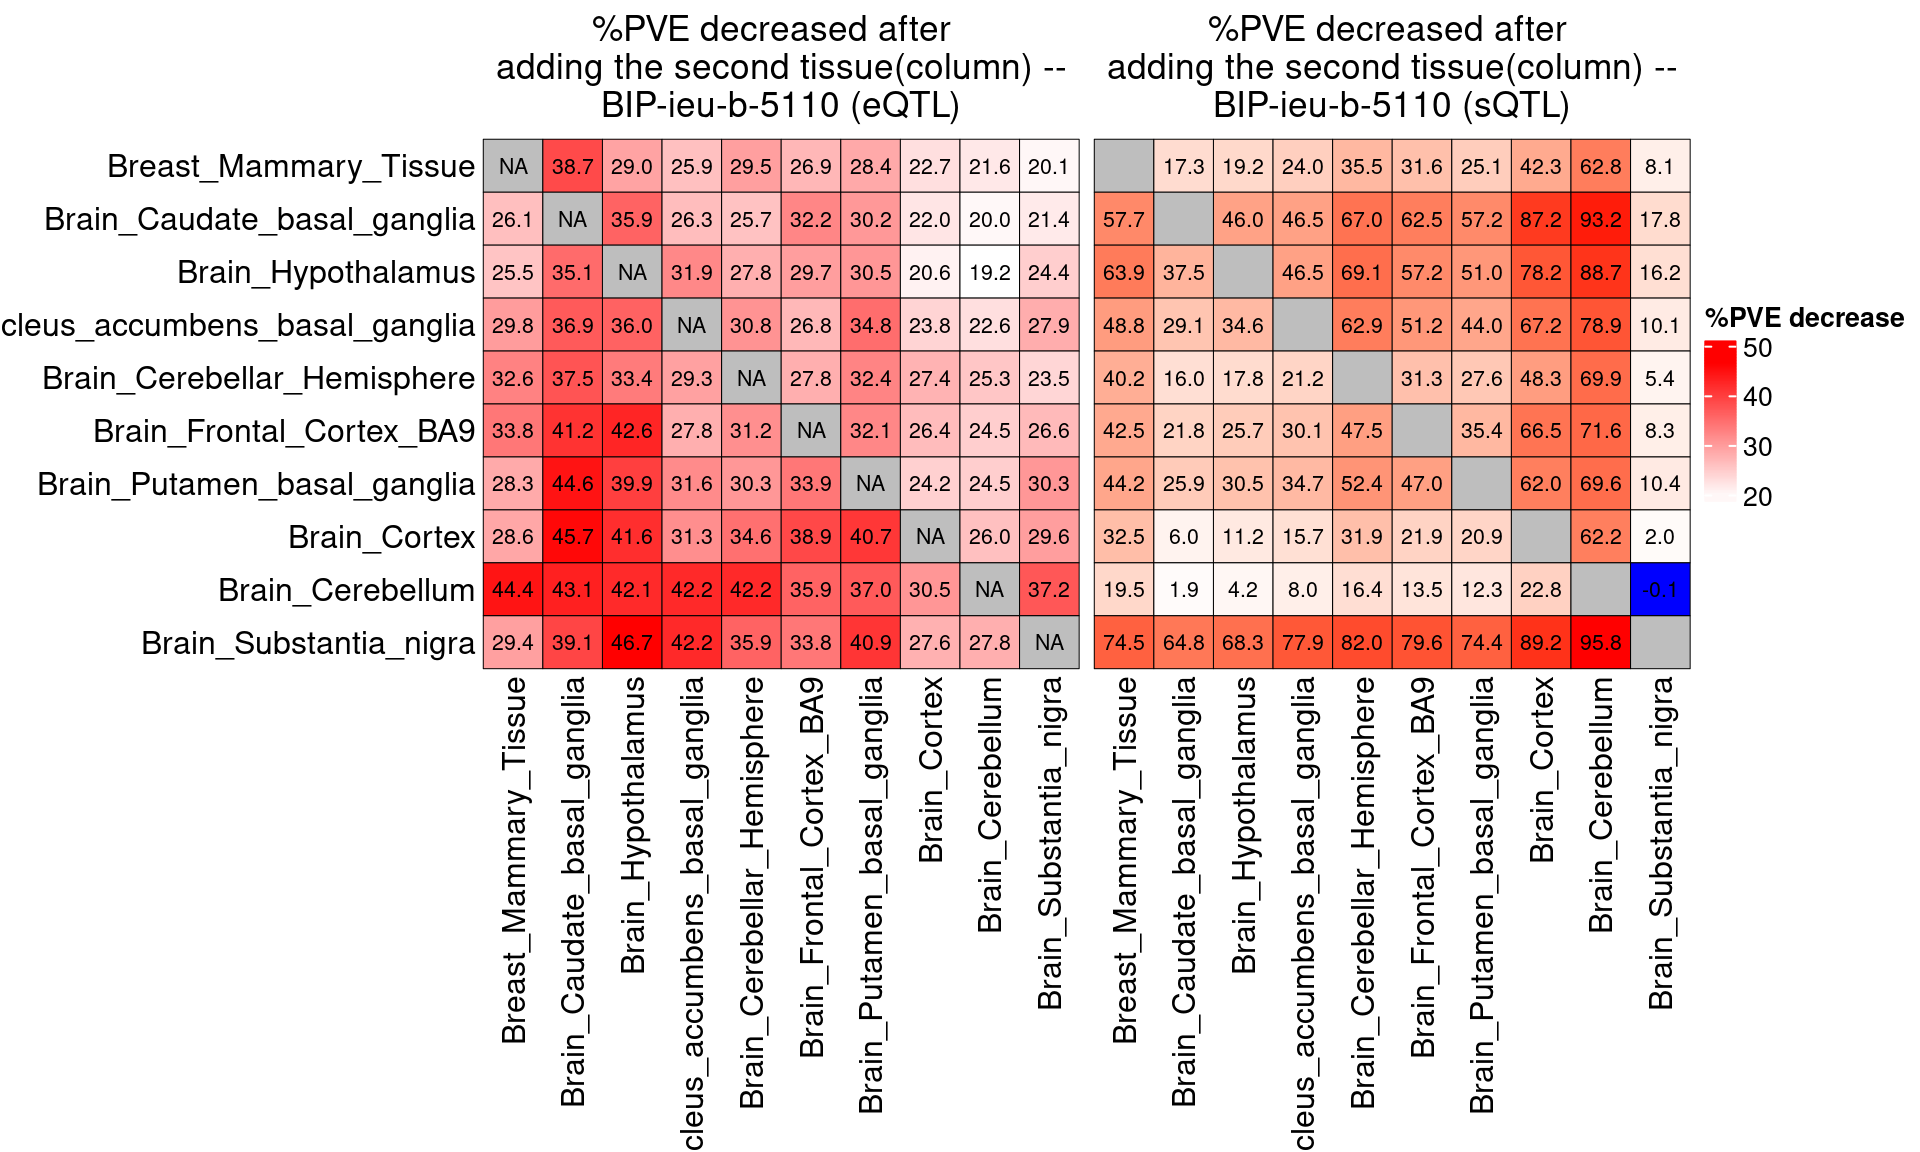 %PVE decreased after
adding the second tissue(column) --
BIP-ieu-b-5110 (eQTL)
%PVE decreased after
adding the second tissue(column) --
BIP-ieu-b-5110 (sQTL)
Breast_Mammary_Tissue NA 38.7 29.0 25.9 29.5 26.9 28.4 22.7 21.6 20.1 17.3 19.2 24.0 35.5 31.6 25.1 42.3 62.8 8.1
Brain_Caudate_basal_ganglia 26.1 NA 35.9 26.3 25.7 32.2 30.2 22.0 20.0 21.4 57.7 46.0 46.5 67.0 62.5 57.2 87.2 93.2 17.8
Brain_Hypothalamus 25.5 35.1 NA 31.9 27.8 29.7 30.5 20.6 19.2 24.4 63.9 37.5 46.5 69.1 57.2 51.0 78.2 88.7 16.2
cleus_accumbens_basal_ganglia 29.8 36.9 36.0 NA 30.8 26.8 34.8 23.8 22.6 27.9 48.8 29.1 34.6 62.9 51.2 44.0 67.2 78.9 10.1
Brain_Cerebellar_Hemisphere 32.6 37.5 33.4 29.3 NA 27.8 32.4 27.4 25.3 23.5 40.2 16.0 17.8 21.2 31.3 27.6 48.3 69.9 5.4
Brain_Frontal_Cortex_BA9 33.8 41.2 42.6 27.8 31.2 NA 32.1 26.4 24.5 26.6 42.5 21.8 25.7 30.1 47.5 35.4 66.5 71.6 8.3
Brain_Putamen_basal_ganglia 28.3 44.6 39.9 31.6 30.3 33.9 NA 24.2 24.5 30.3 44.2 25.9 30.5 34.7 52.4 47.0 62.0 69.6 10.4
Brain_Cortex 28.6 45.7 41.6 31.3 34.6 38.9 40.7 NA 26.0 29.6 32.5 6.0 11.2 15.7 31.9 21.9 20.9 62.2 2.0
Brain_Cerebellum 44.4 43.1 42.1 42.2 42.2 35.9 37.0 30.5 NA 37.2 19.5 1.9 4.2 8.0 16.4 13.5 12.3 22.8 -0.1
Brain_Substantia_nigra 29.4 39.1 46.7 42.2 35.9 33.8 40.9 27.6 27.8 NA 74.5 64.8 68.3 77.9 82.0 79.6 74.4 89.2 95.8
Breast_Mammary_Tissue
Brain_Caudate_basal_ganglia
Brain_Hypothalamus
cleus_accumbens_basal_ganglia
Brain_Cerebellar_Hemisphere
Brain_Frontal_Cortex_BA9
Brain_Putamen_basal_ganglia
Brain_Cortex
Brain_Cerebellum
Brain_Substantia_nigra
Breast_Mammary_Tissue
Brain_Caudate_basal_ganglia
Brain_Hypothalamus
cleus_accumbens_basal_ganglia
Brain_Cerebellar_Hemisphere
Brain_Frontal_Cortex_BA9
Brain_Putamen_basal_ganglia
Brain_Cortex
Brain_Cerebellum
Brain_Substantia_nigra
%PVE decrease
50
40
30
20